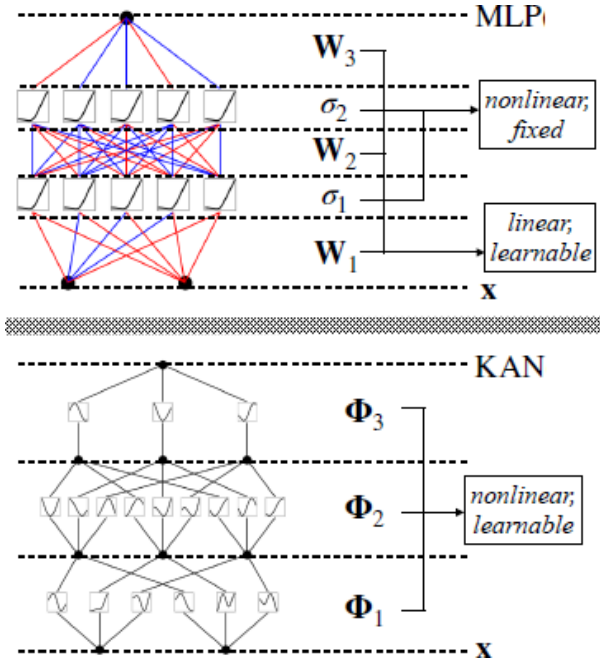 MLP(
W3
σ2
nonlinear,
fixed
W2
σ1
linear,
learnable
W1
x
KAN
Φ3
Φ2
nonlinear,
learnable
Φ1
x